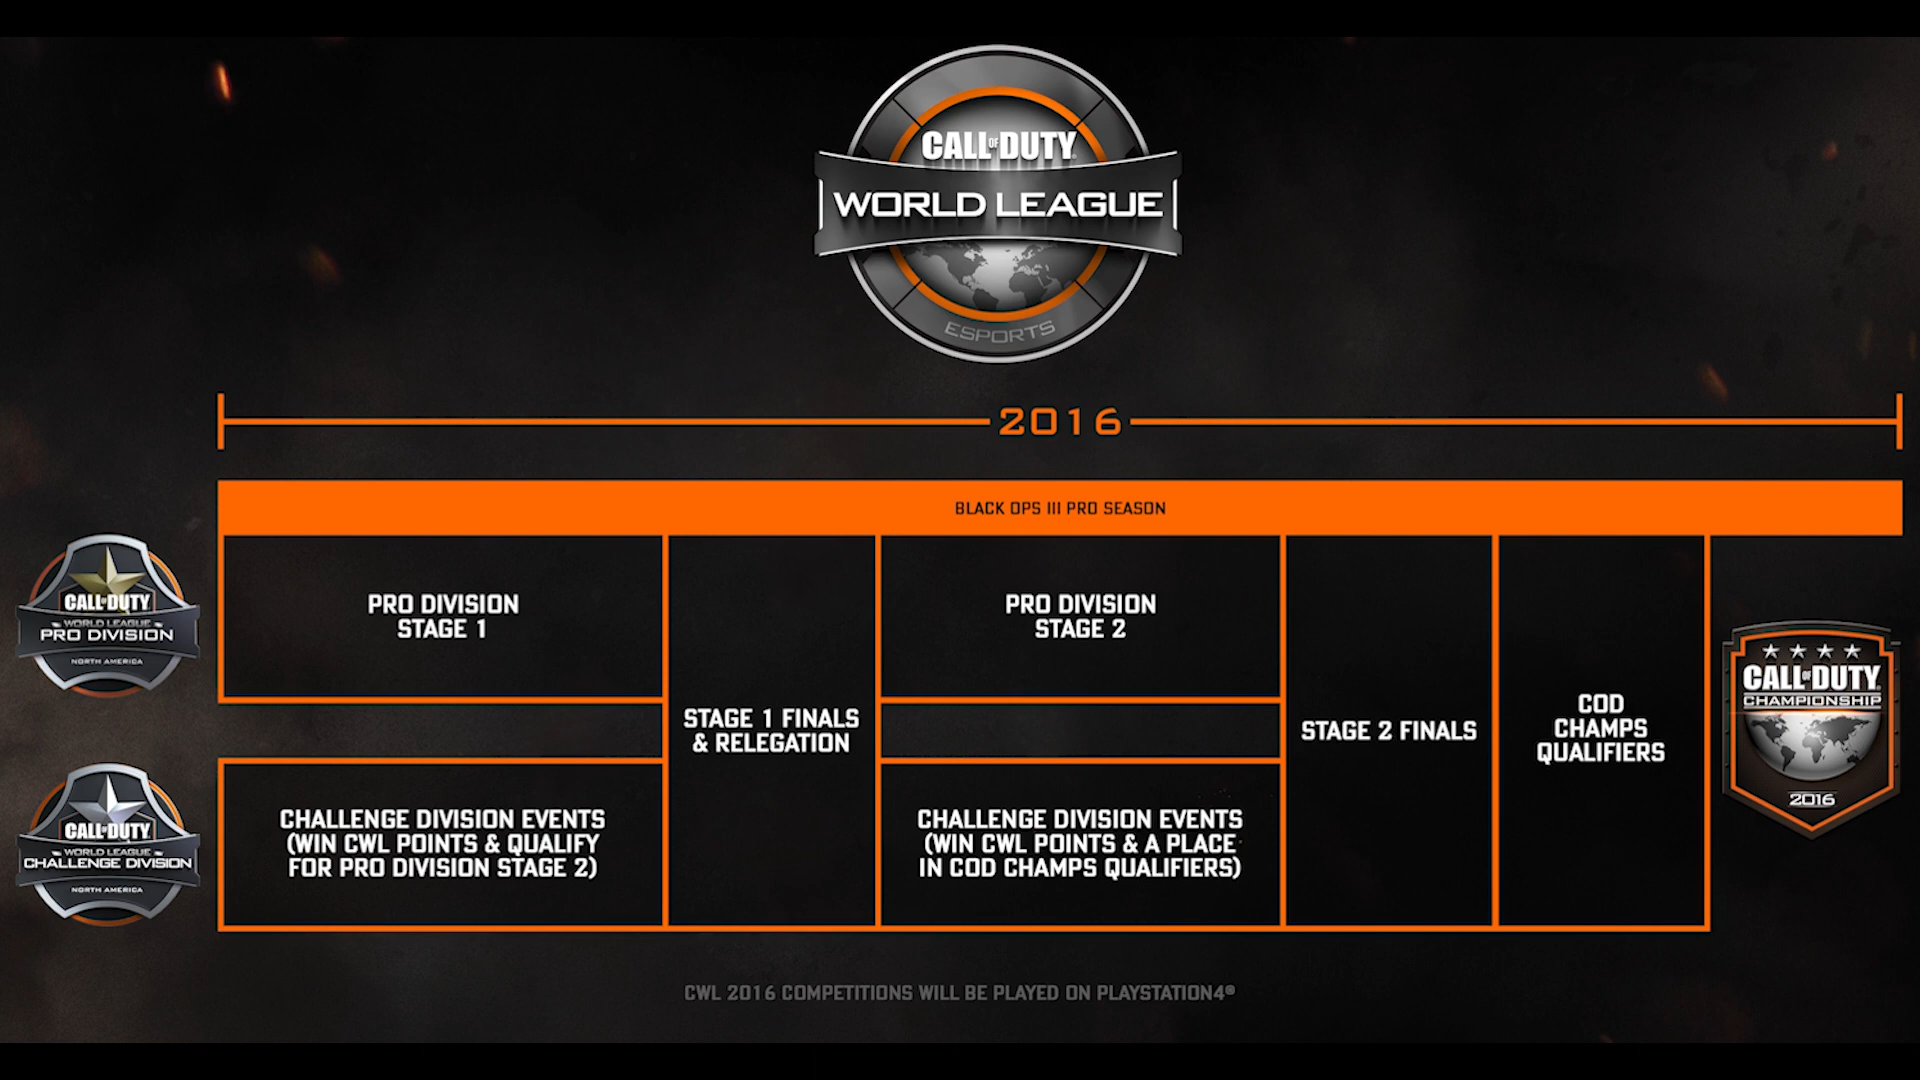 CALL OF DUTY
WORLD LEAGUE
ESPORTS
2016
BLACK OPS III PRO SEASON
CALL OF DUTY
WORLD LEAGUE
PRO DIVISION
NORTH AMERICA
PRO DIVISION
STAGE 1
STAGE 1 FINALS
& RELEGATION
PRO DIVISION
STAGE 2
STAGE 2 FINALS
COD
CHAMPS
QUALIFIERS
CALL OF DUTY
CHAMPIONSHIP
2016
CALL OF DUTY
WORLD LEAGUE
CHALLENGE DIVISION
NORTH AMERICA
CHALLENGE DIVISION EVENTS
(WIN CWL POINTS & QUALIFY
FOR PRO DIVISION STAGE 2)
CHALLENGE DIVISION EVENTS
(WIN CWL POINTS & A PLACE
IN COD CHAMPS QUALIFIERS)
CWL 2016 COMPETITIONS WILL BE PLAYED ON PLAYSTATION4®